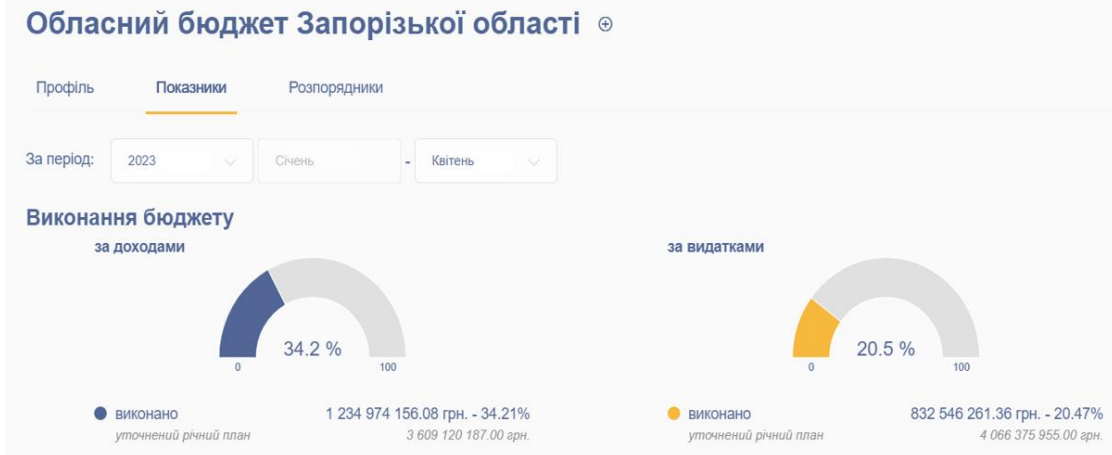 Обласний бюджет Запорізької області
Профіль Показники Розпорядники
За період: 2023 Січень - Квітень
Виконання бюджету
за доходами за видатками
34.2 % 20.5 %
0 100 0 100
виконано 1 234 974 156.08 грн. - 34.21% виконано 832 546 261.36 грн. - 20.47%
уточнений річний план 3 609 120 187.00 грн. уточнений річний план 4 066 375 955.00 грн.